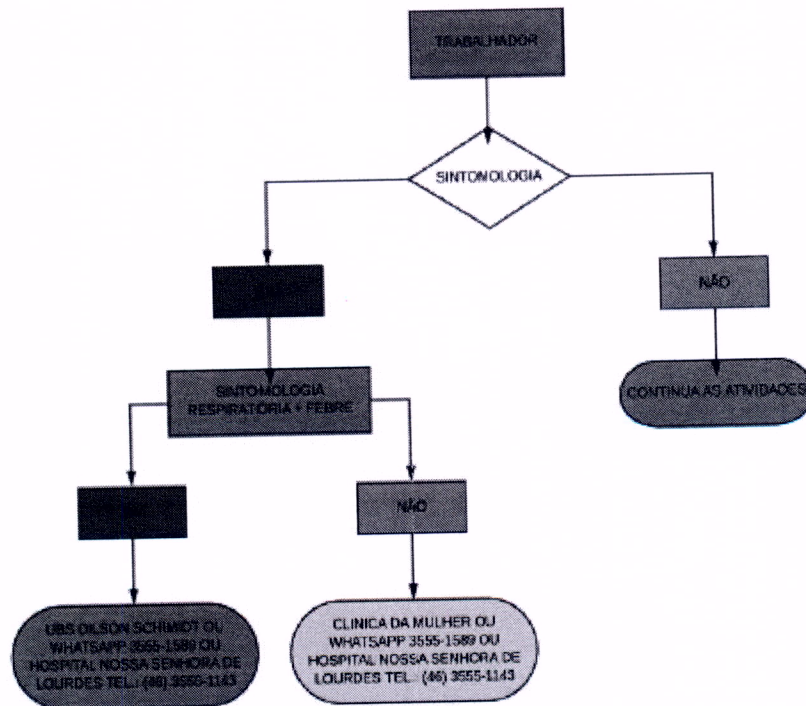 TRABALHADOR
SINTOMOLOGIA
NÃO
SINTOMOLOGIA
RESPIRATORIA + FEBRE
CONTINUA AS ATIVIDADES
NÃO
UBS DILSON SCHIMIDT OU
WHATSAPP 3555-1589 OU
HOSPITAL NOSSA SENHORA DE
LOURDES TEL.: (46) 3555-1143
CLINICA DA MULHER OU
WHATSAPP 3555-1589 OU
HOSPITAL NOSSA SENHORA DE
LOURDES TEL.: (46) 3555-1143